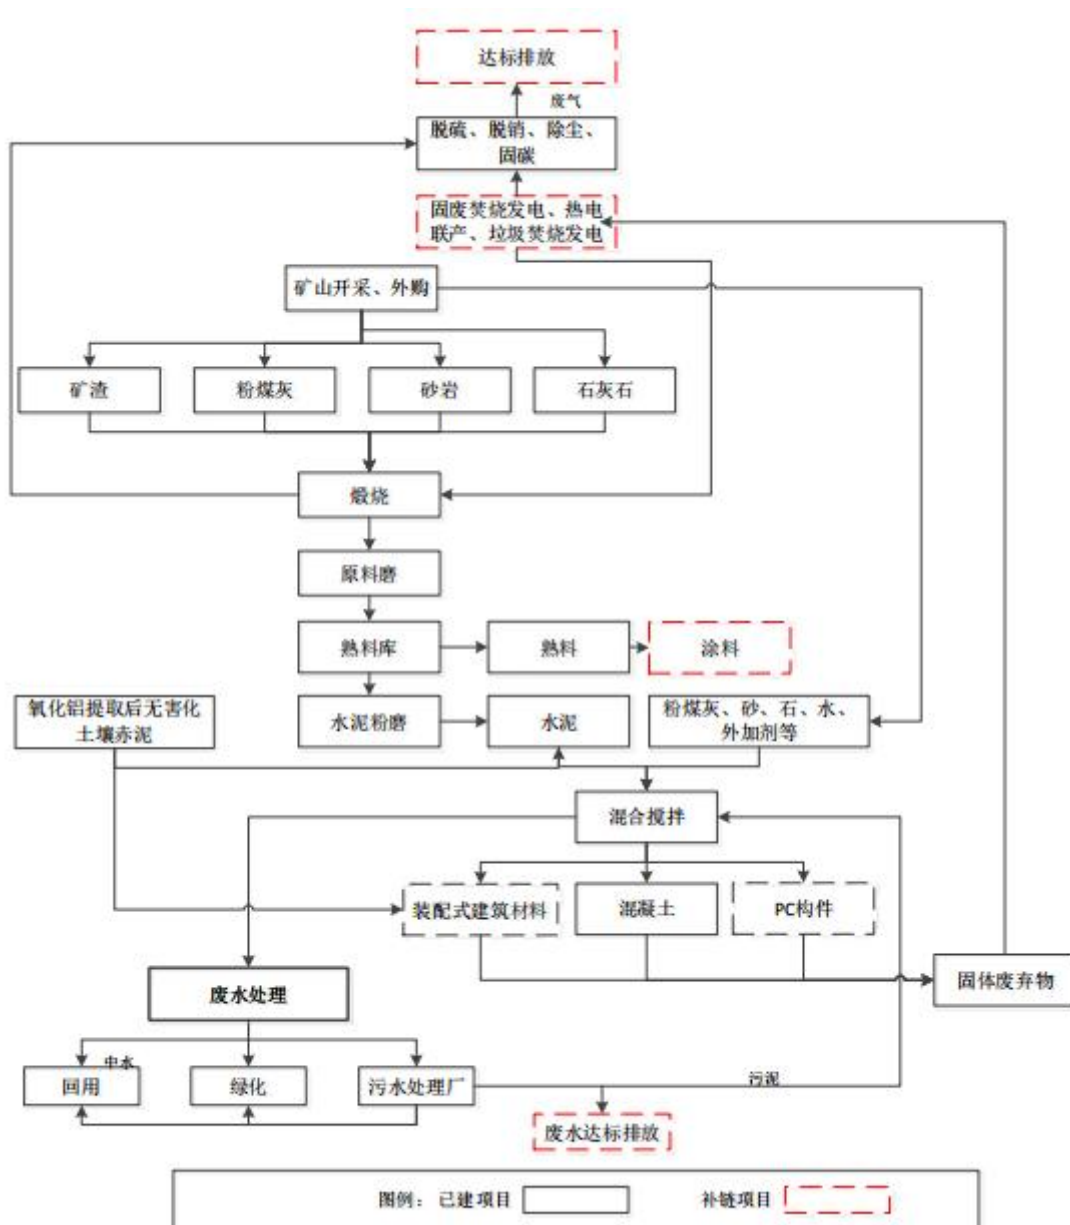 达标排放
废气
脱硫、脱销、除尘、
固碳
固废焚烧发电、热电
联产、垃圾焚烧发电
矿山开采、外购
矿渣
粉煤灰
砂岩
石灰石
煅烧
原料磨
熟料库
熟料
涂料
氧化铝提取后无害化
土壤赤泥
水泥粉磨
水泥
粉煤灰、砂、石、水、
外加剂等
混合搅拌
装配式建筑材料
混凝土
PC构件
废水处理
固体废弃物
中水
回用
绿化
污水处理厂
污泥
废水达标排放
图例： 已建项目
补链项目